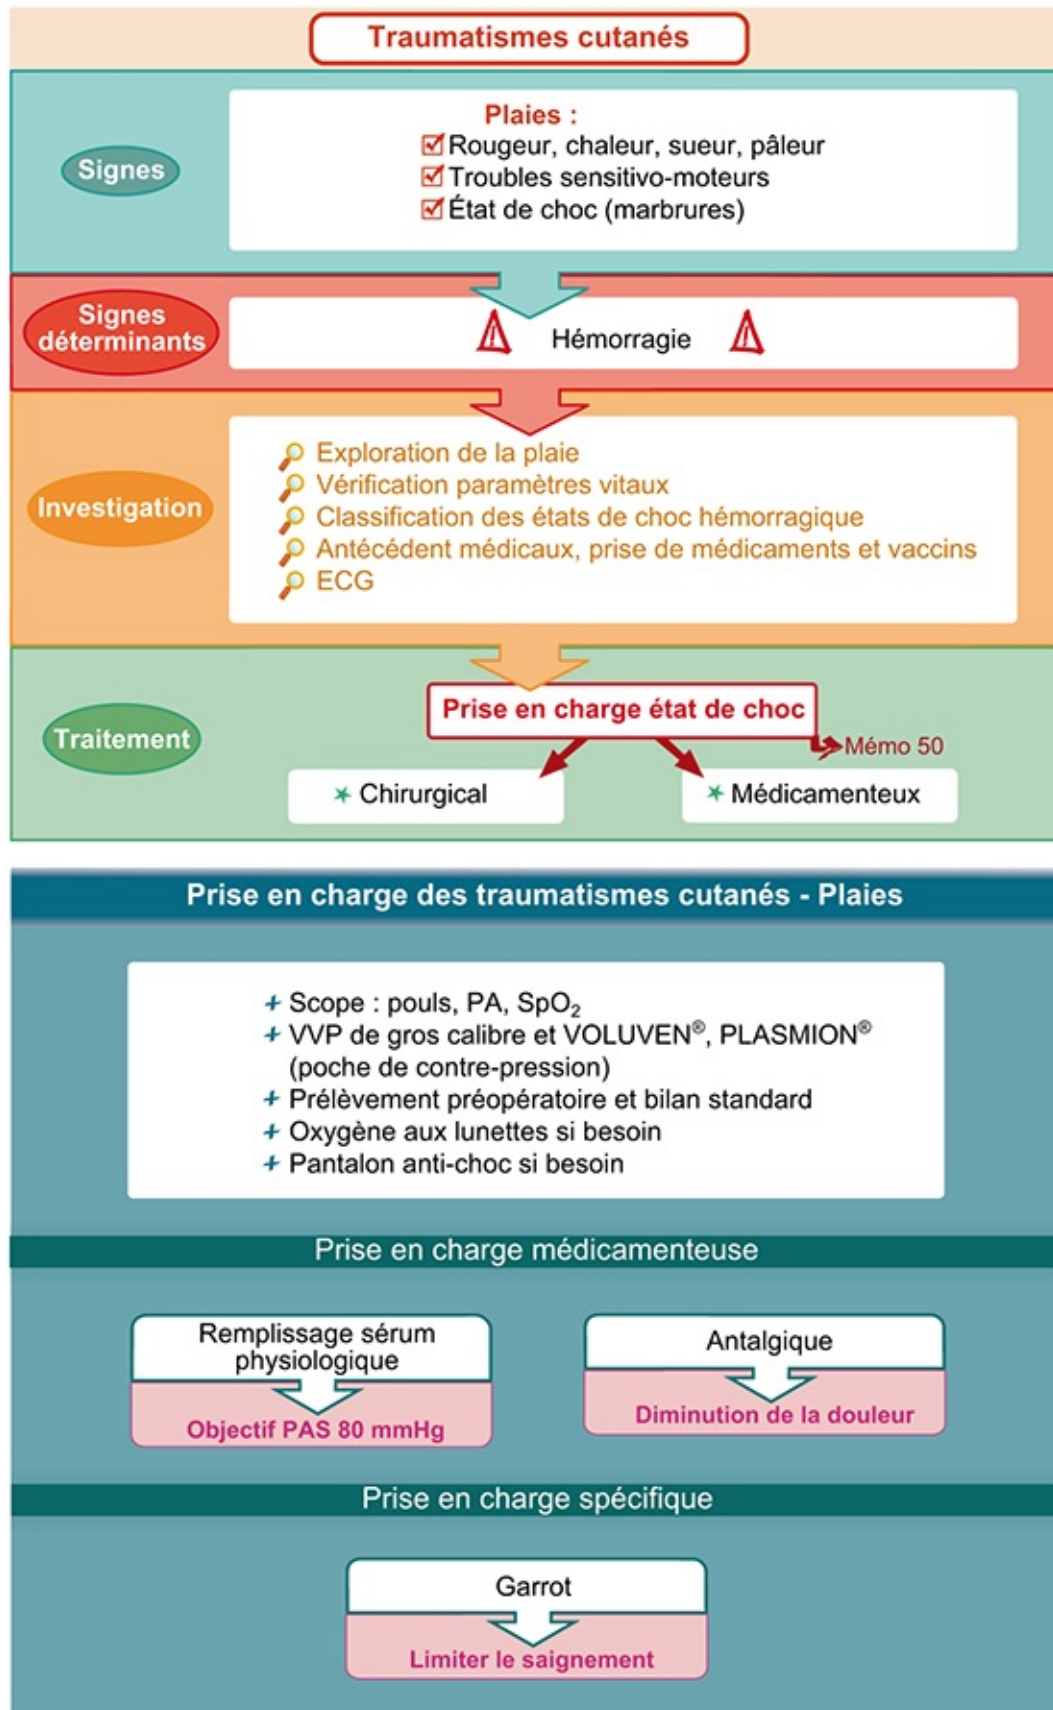 Traumatismes cutanés
Signes
Plaies :
Rougeur, chaleur, sueur, pâleur
Troubles sensitivo-moteurs
État de choc (marbrures)
Signes
déterminants
Hémorragie
Investigation
Exploration de la plaie
Vérification paramètres vitaux
Classification des états de choc hémorragique
Antécédent médicaux, prise de médicaments et vaccins
ECG
Traitement
Prise en charge état de choc
Mémo 50
Chirurgical
Médicamenteux
Prise en charge des traumatismes cutanés - Plaies
Scope : pouls, PA, SpO₂
VVP de gros calibre et VOLUVEN®, PLASMION®
(poche de contre-pression)
Prélèvement préopératoire et bilan standard
Oxygène aux lunettes si besoin
Pantalon anti-choc si besoin
Prise en charge médicamenteuse
Remplissage sérum
physiologique
Objectif PAS 80 mmHg
Antalgique
Diminution de la douleur
Prise en charge spécifique
Garrot
Limiter le saignement